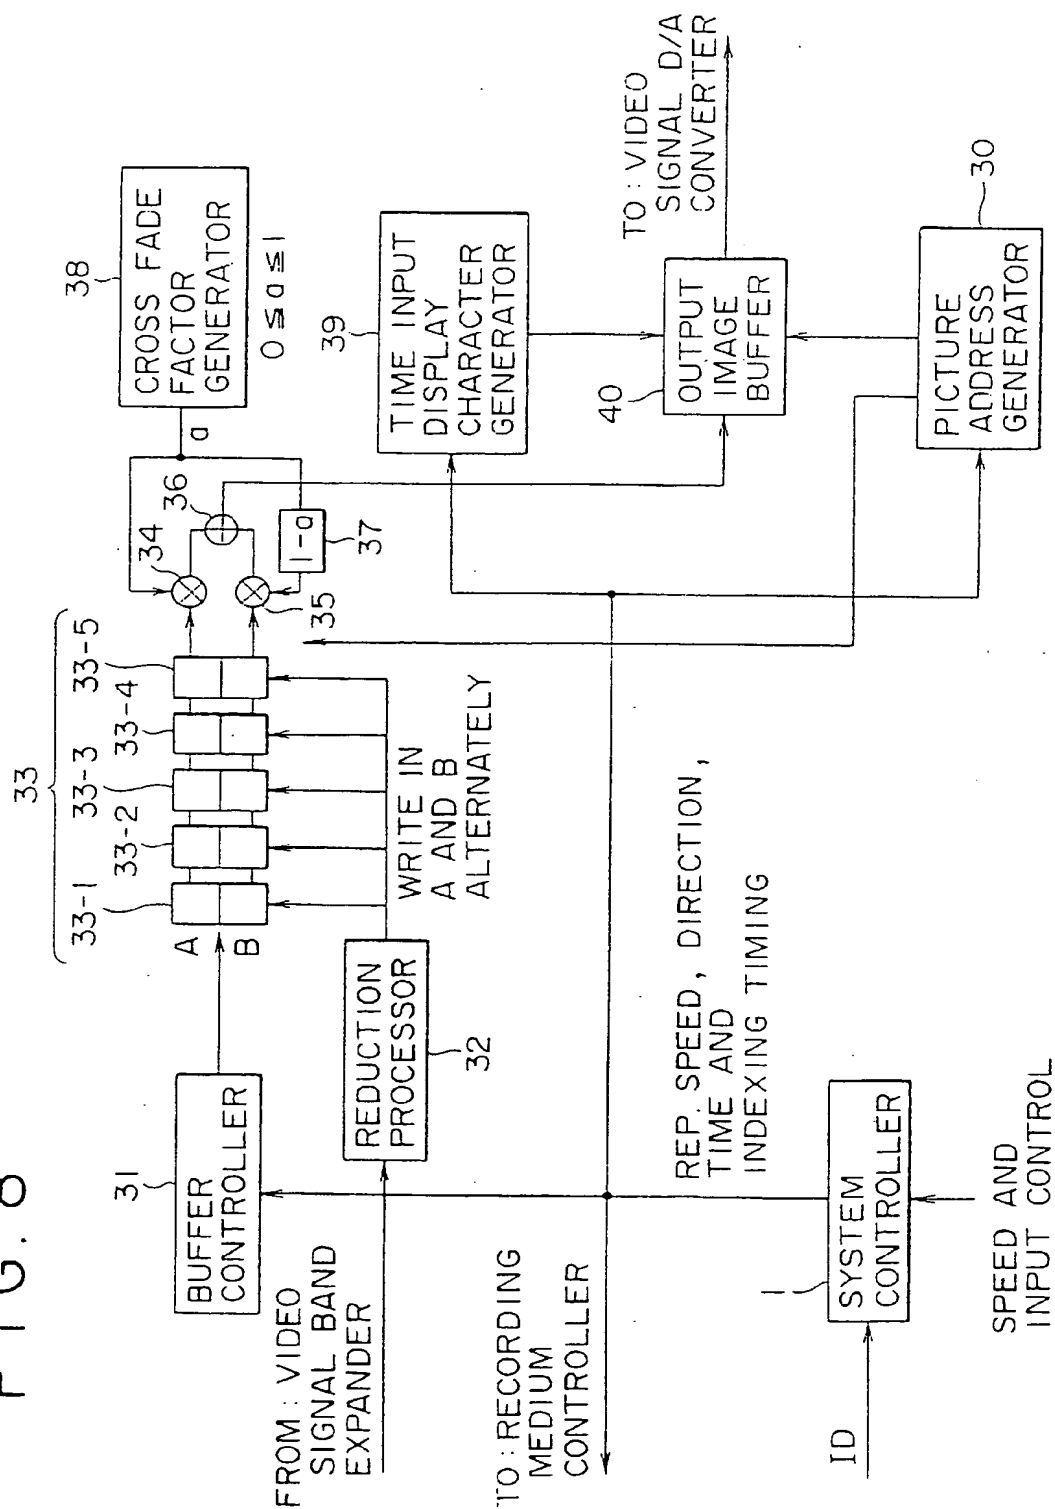 FIG. 8
33
33-1
33-2
33-3
33-4
33-5
A
B
34
35
36
37
1-a
a
38
CROSS FADE
FACTOR
GENERATOR
0 ≦ a ≦ 1
31
BUFFER
CONTROLLER
FROM : VIDEO
SIGNAL BAND
EXPANDER
REDUCTION
PROCESSOR
32
WRITE IN
A AND B
ALTERNATELY
39
TIME INPUT
DISPLAY
CHARACTER
GENERATOR
40
OUTPUT
IMAGE
BUFFER
TO : VIDEO
SIGNAL D/A
CONVERTER
TO : RECORDING
MEDIUM
CONTROLLER
REP. SPEED, DIRECTION,
TIME AND
INDEXING TIMING
30
PICTURE
ADDRESS
GENERATOR
1
SYSTEM
CONTROLLER
ID
SPEED AND
INPUT CONTROL